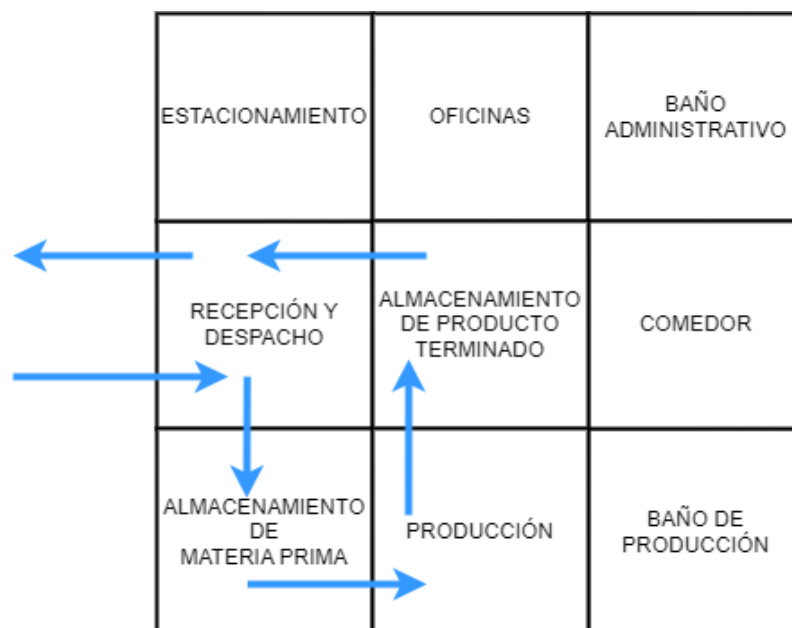 ESTACIONAMIENTO
OFICINAS
BAÑO
ADMINISTRATIVO
RECEPCIÓN Y
DESPACHO
ALMACENAMIENTO
DE PRODUCTO
TERMINADO
COMEDOR
ALMACENAMIENTO
DE
MATERIA PRIMA
PRODUCCIÓN
BAÑO DE
PRODUCCIÓN